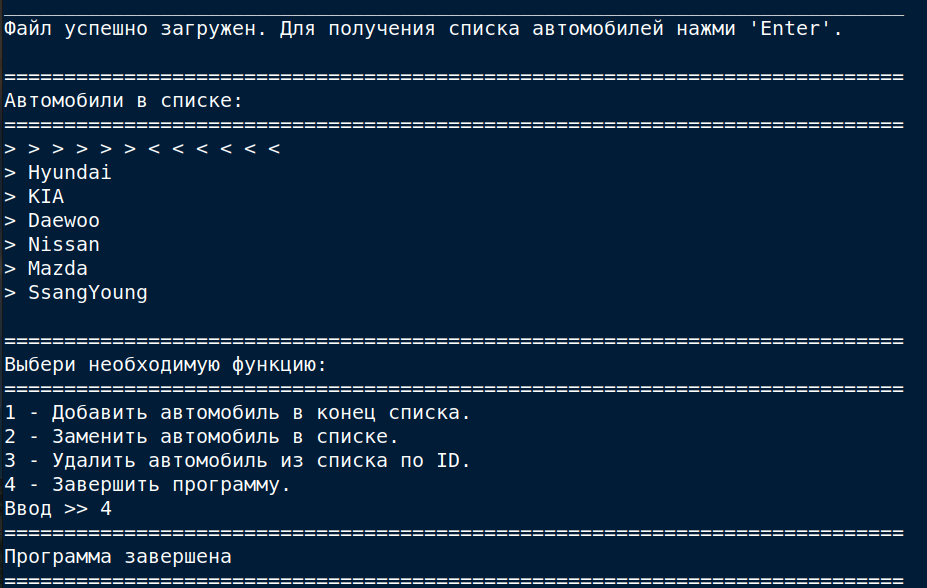 ___________________________________________________________________________
Файл успешно загружен. Для получения списка автомобилей нажми 'Enter'.
===========================================================================
Автомобили в списке:
===========================================================================
> > > > > > < < < < < <
> Hyundai
> KIA
> Daewoo
> Nissan
> Mazda
> SsangYoung
===========================================================================
Выбери необходимую функцию:
===========================================================================
1 - Добавить автомобиль в конец списка.
2 - Заменить автомобиль в списке.
3 - Удалить автомобиль из списка по ID.
4 - Завершить программу.
Ввод >> 4
===========================================================================
Программа завершена
===========================================================================